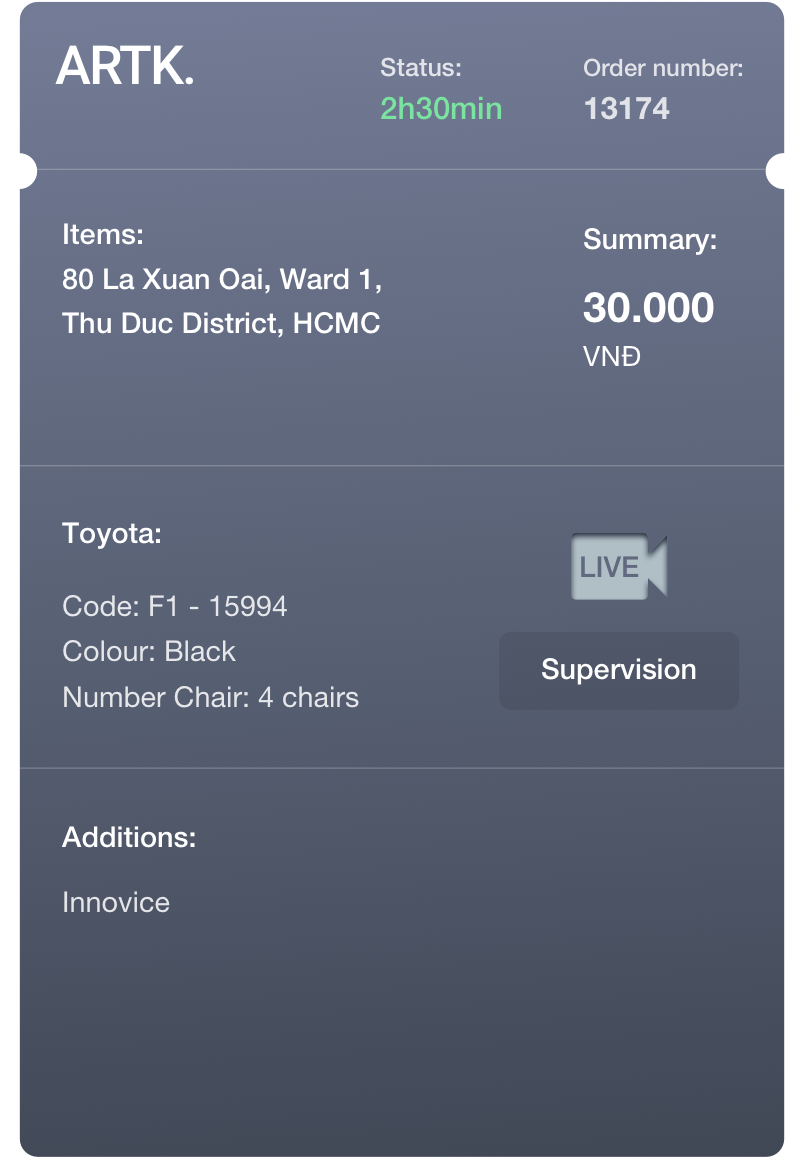 ARTK.
Status:
2h30min
Order number:
13174
Items:
80 La Xuan Oai, Ward 1,
Thu Duc District, HCMC
Summary:
30.000
VNĐ
Toyota:
Code: F1 - 15994
Colour: Black
Number Chair: 4 chairs
LIVE
Supervision
Additions:
Innovice